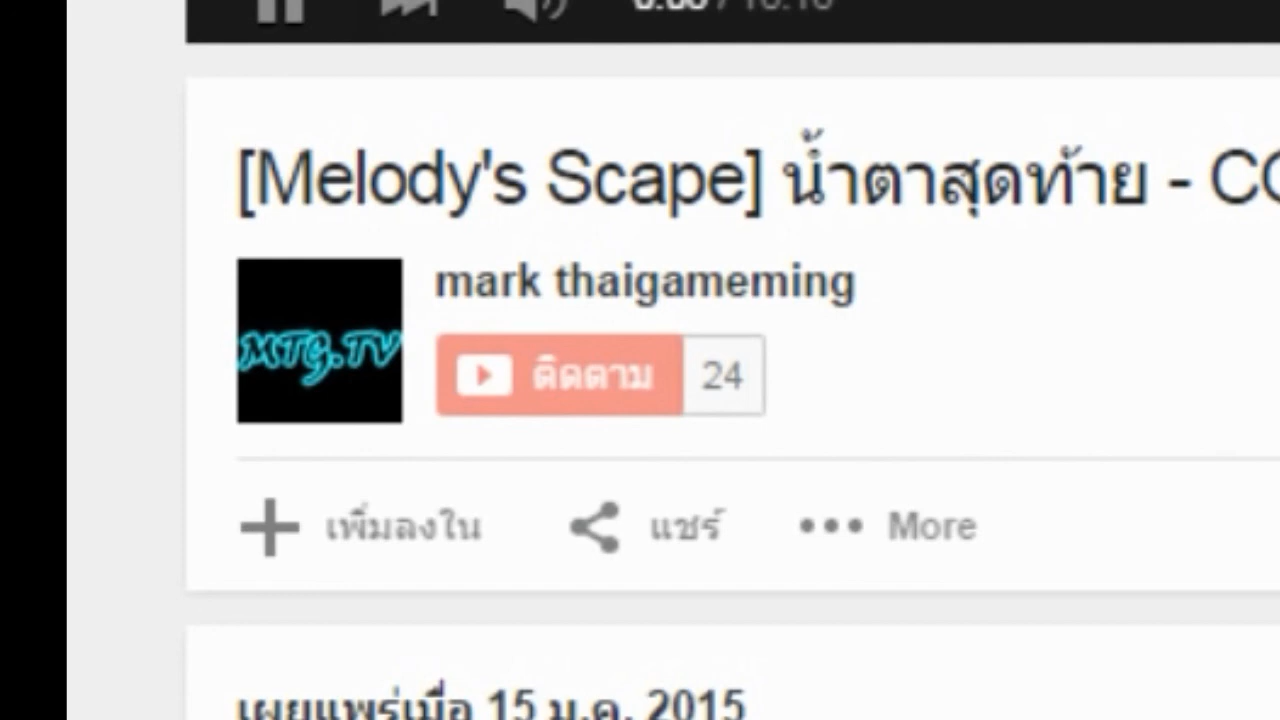 [Melody's Scape] น้ำตาสุดท้าย -
mark thaigameming
MTG.TV
ติดตาม 24
เพิ่มลงใน แชร์ More
เผยแพร่เมื่อ 15 ม.ค. 2015